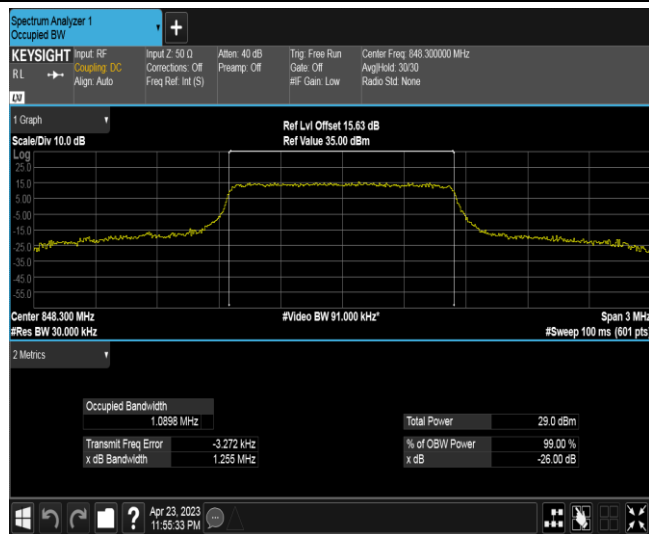 Spectrum Analyzer 1
Occupied BW
+
KEYSIGHT Input: RF Input Z: 50 Ω Atten: 40 dB Trig: Free Run Center Freq: 848.300000 MHz
RL Coupling: DC Corrections: Off Preamp: Off Gate: Off Avg|Hold: 30/30
Align: Auto Freq Ref: Int (S) #IF Gain: Low Radio Std: None
LXI
1 Graph
Ref Lvl Offset 15.63 dB
Scale/Div 10.0 dB Ref Value 35.00 dBm
Log
25.0
15.0
5.00
-5.00
-15.0
-25.0
-35.0
-45.0
-55.0
Center 848.300 MHz #Video BW 91.000 kHz* Span 3 MHz
#Res BW 30.000 kHz #Sweep 100 ms (601 pts)
2 Metrics
Occupied Bandwidth
1.0898 MHz Total Power 29.0 dBm
Transmit Freq Error -3.272 kHz % of OBW Power 99.00 %
x dB Bandwidth 1.255 MHz x dB -26.00 dB
? Apr 23, 2023
11:55:33 PM